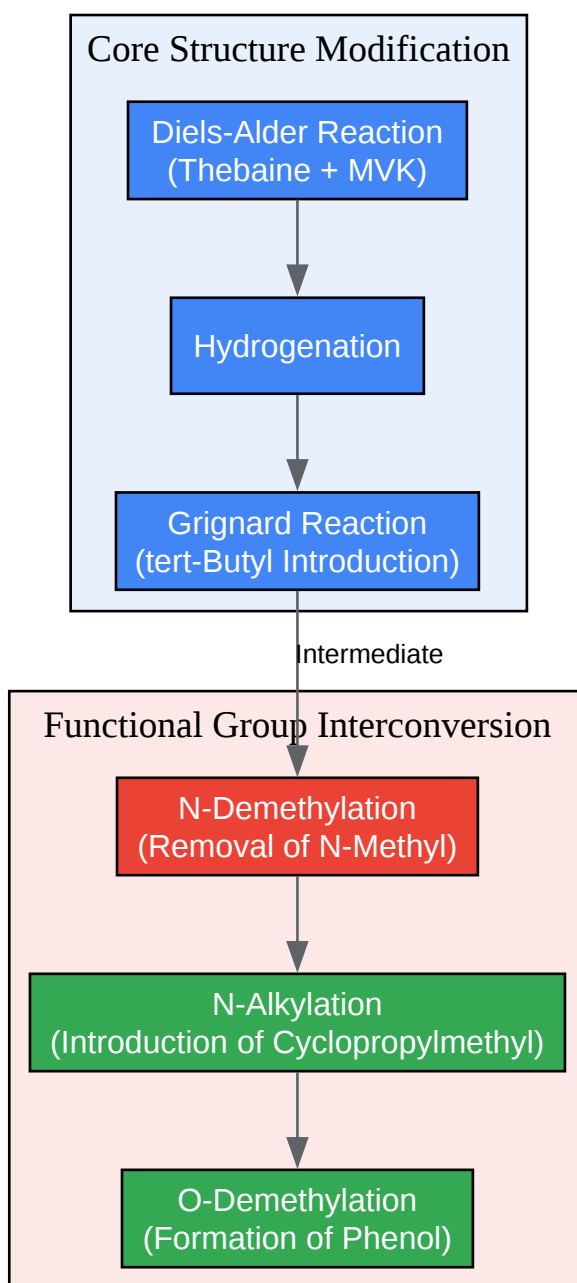 Core Structure Modification
Diels-Alder Reaction
(Thebaine + MVK)
Hydrogenation
Grignard Reaction
(tert-Butyl Introduction)
Intermediate
Functional Group Interconversion
N-Demethylation
(Removal of N-Methyl)
N-Alkylation
(Introduction of Cyclopropylmethyl)
O-Demethylation
(Formation of Phenol)